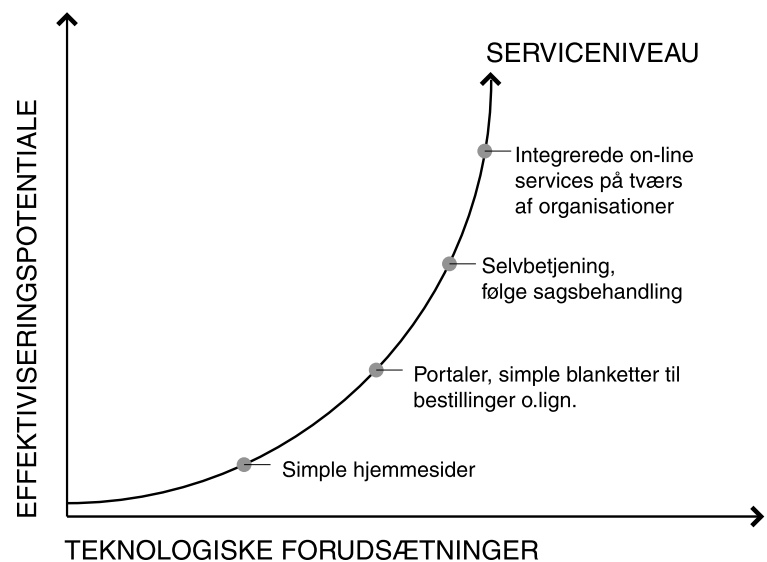 SERVICENIVEAU
EFFEKTIVISERINGSPOTENTIALE
Integrerede on-line
services på tværs
af organisationer
Selvbetjening,
følge sagsbehandling
Portaler, simple blanketter til
bestillinger o.lign.
Simple hjemmesider
TEKNOLOGISKE FORUDSÆTNINGER